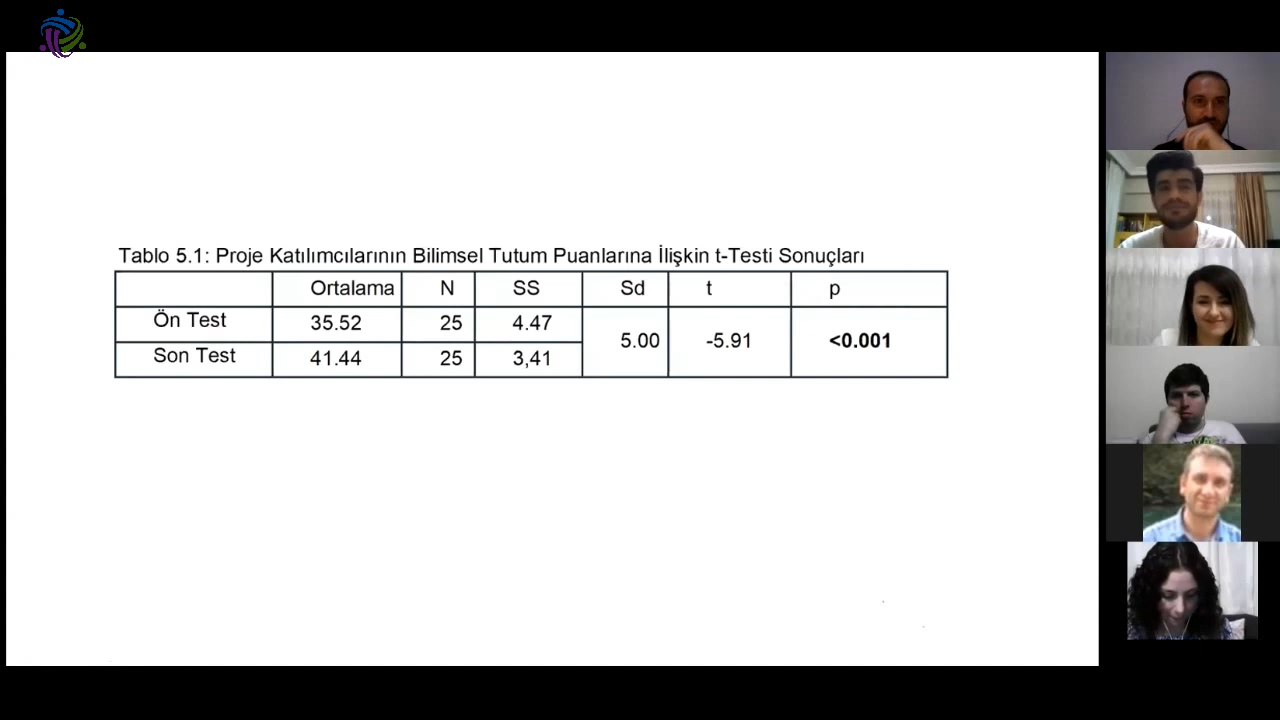 Tablo 5.1: Proje Katılımcılarının Bilimsel Tutum Puanlarına İlişkin t-Testi Sonuçları
Ortalama N SS Sd t p
Ön Test 35.52 25 4.47 5.00 -5.91 <0.001
Son Test 41.44 25 3,41